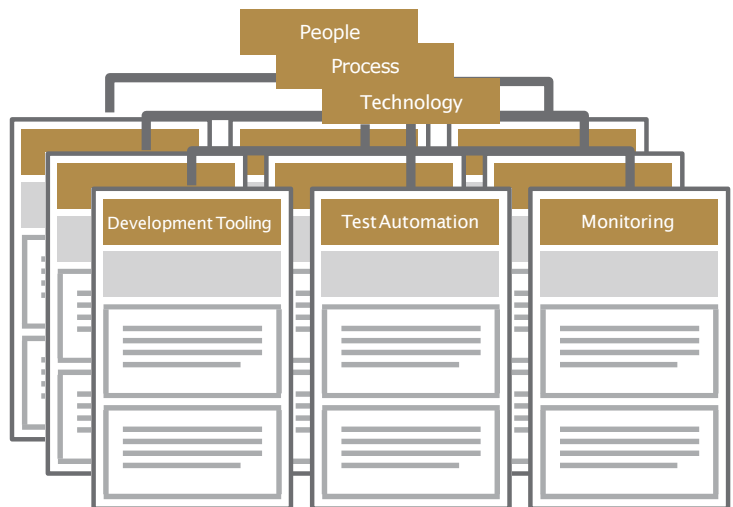 People
Process
Technology
Development Tooling
Test Automation
Monitoring